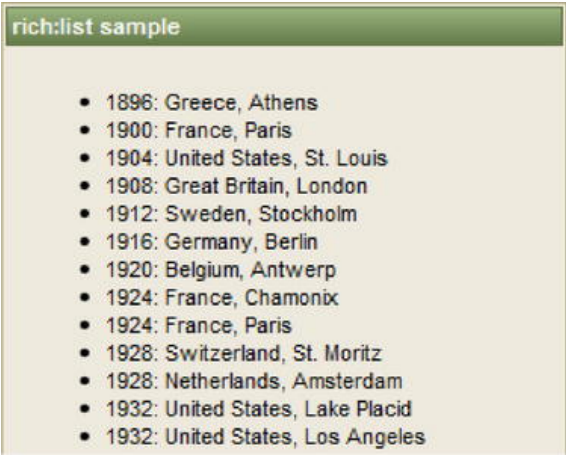 rich:list sample
• 1896: Greece, Athens
• 1900: France, Paris
• 1904: United States, St. Louis
• 1908: Great Britain, London
• 1912: Sweden, Stockholm
• 1916: Germany, Berlin
• 1920: Belgium, Antwerp
• 1924: France, Chamonix
• 1924: France, Paris
• 1928: Switzerland, St. Moritz
• 1928: Netherlands, Amsterdam
• 1932: United States, Lake Placid
• 1932: United States, Los Angeles